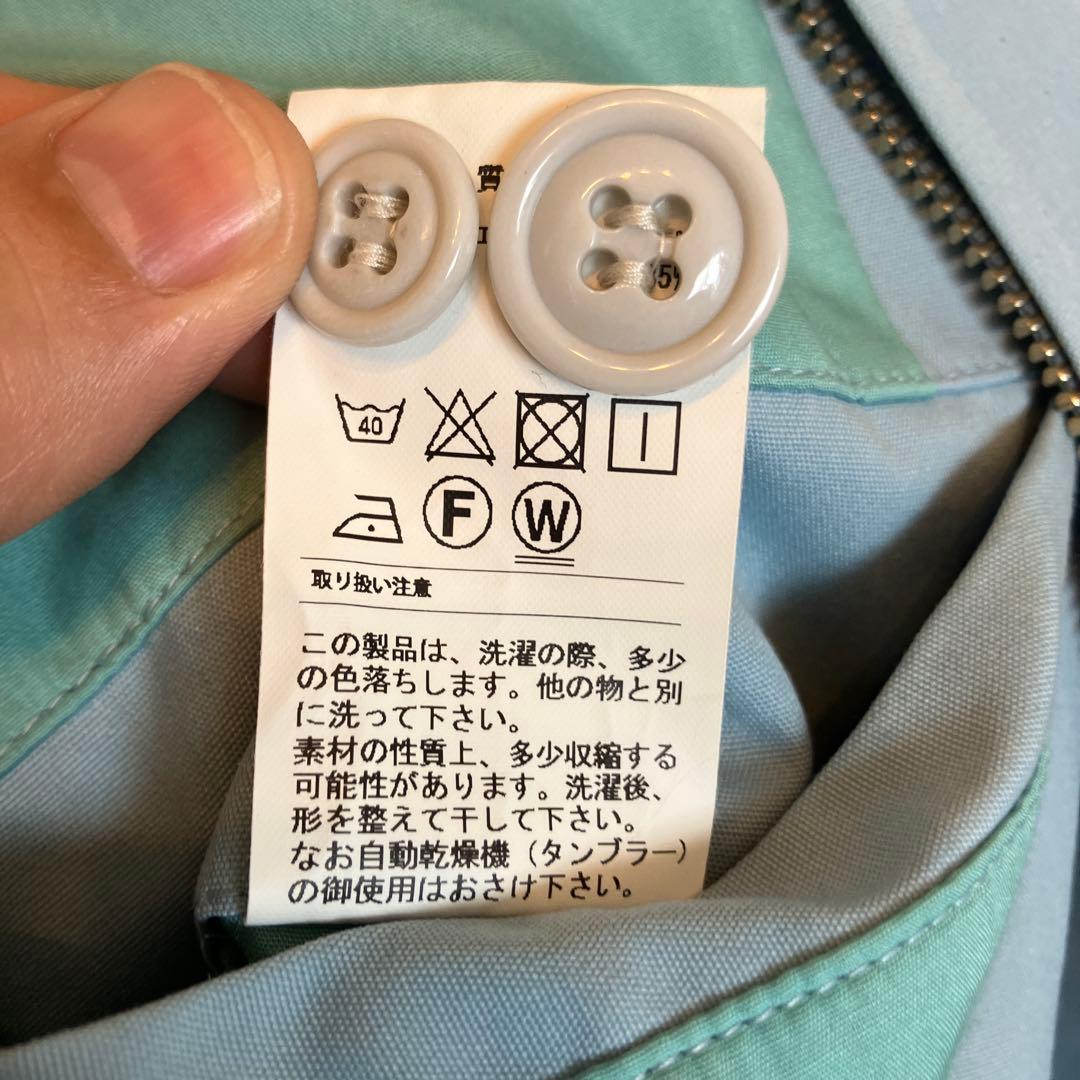 質
40
F W
取り扱い注意
この製品は、洗濯の際、多少
の色落ちします。他の物と別
に洗って下さい。
素材の性質上、多少収縮する
可能性があります。洗濯後、
形を整えて干して下さい。
なお自動乾燥機(タンブラー)
の御使用はおさけ下さい。